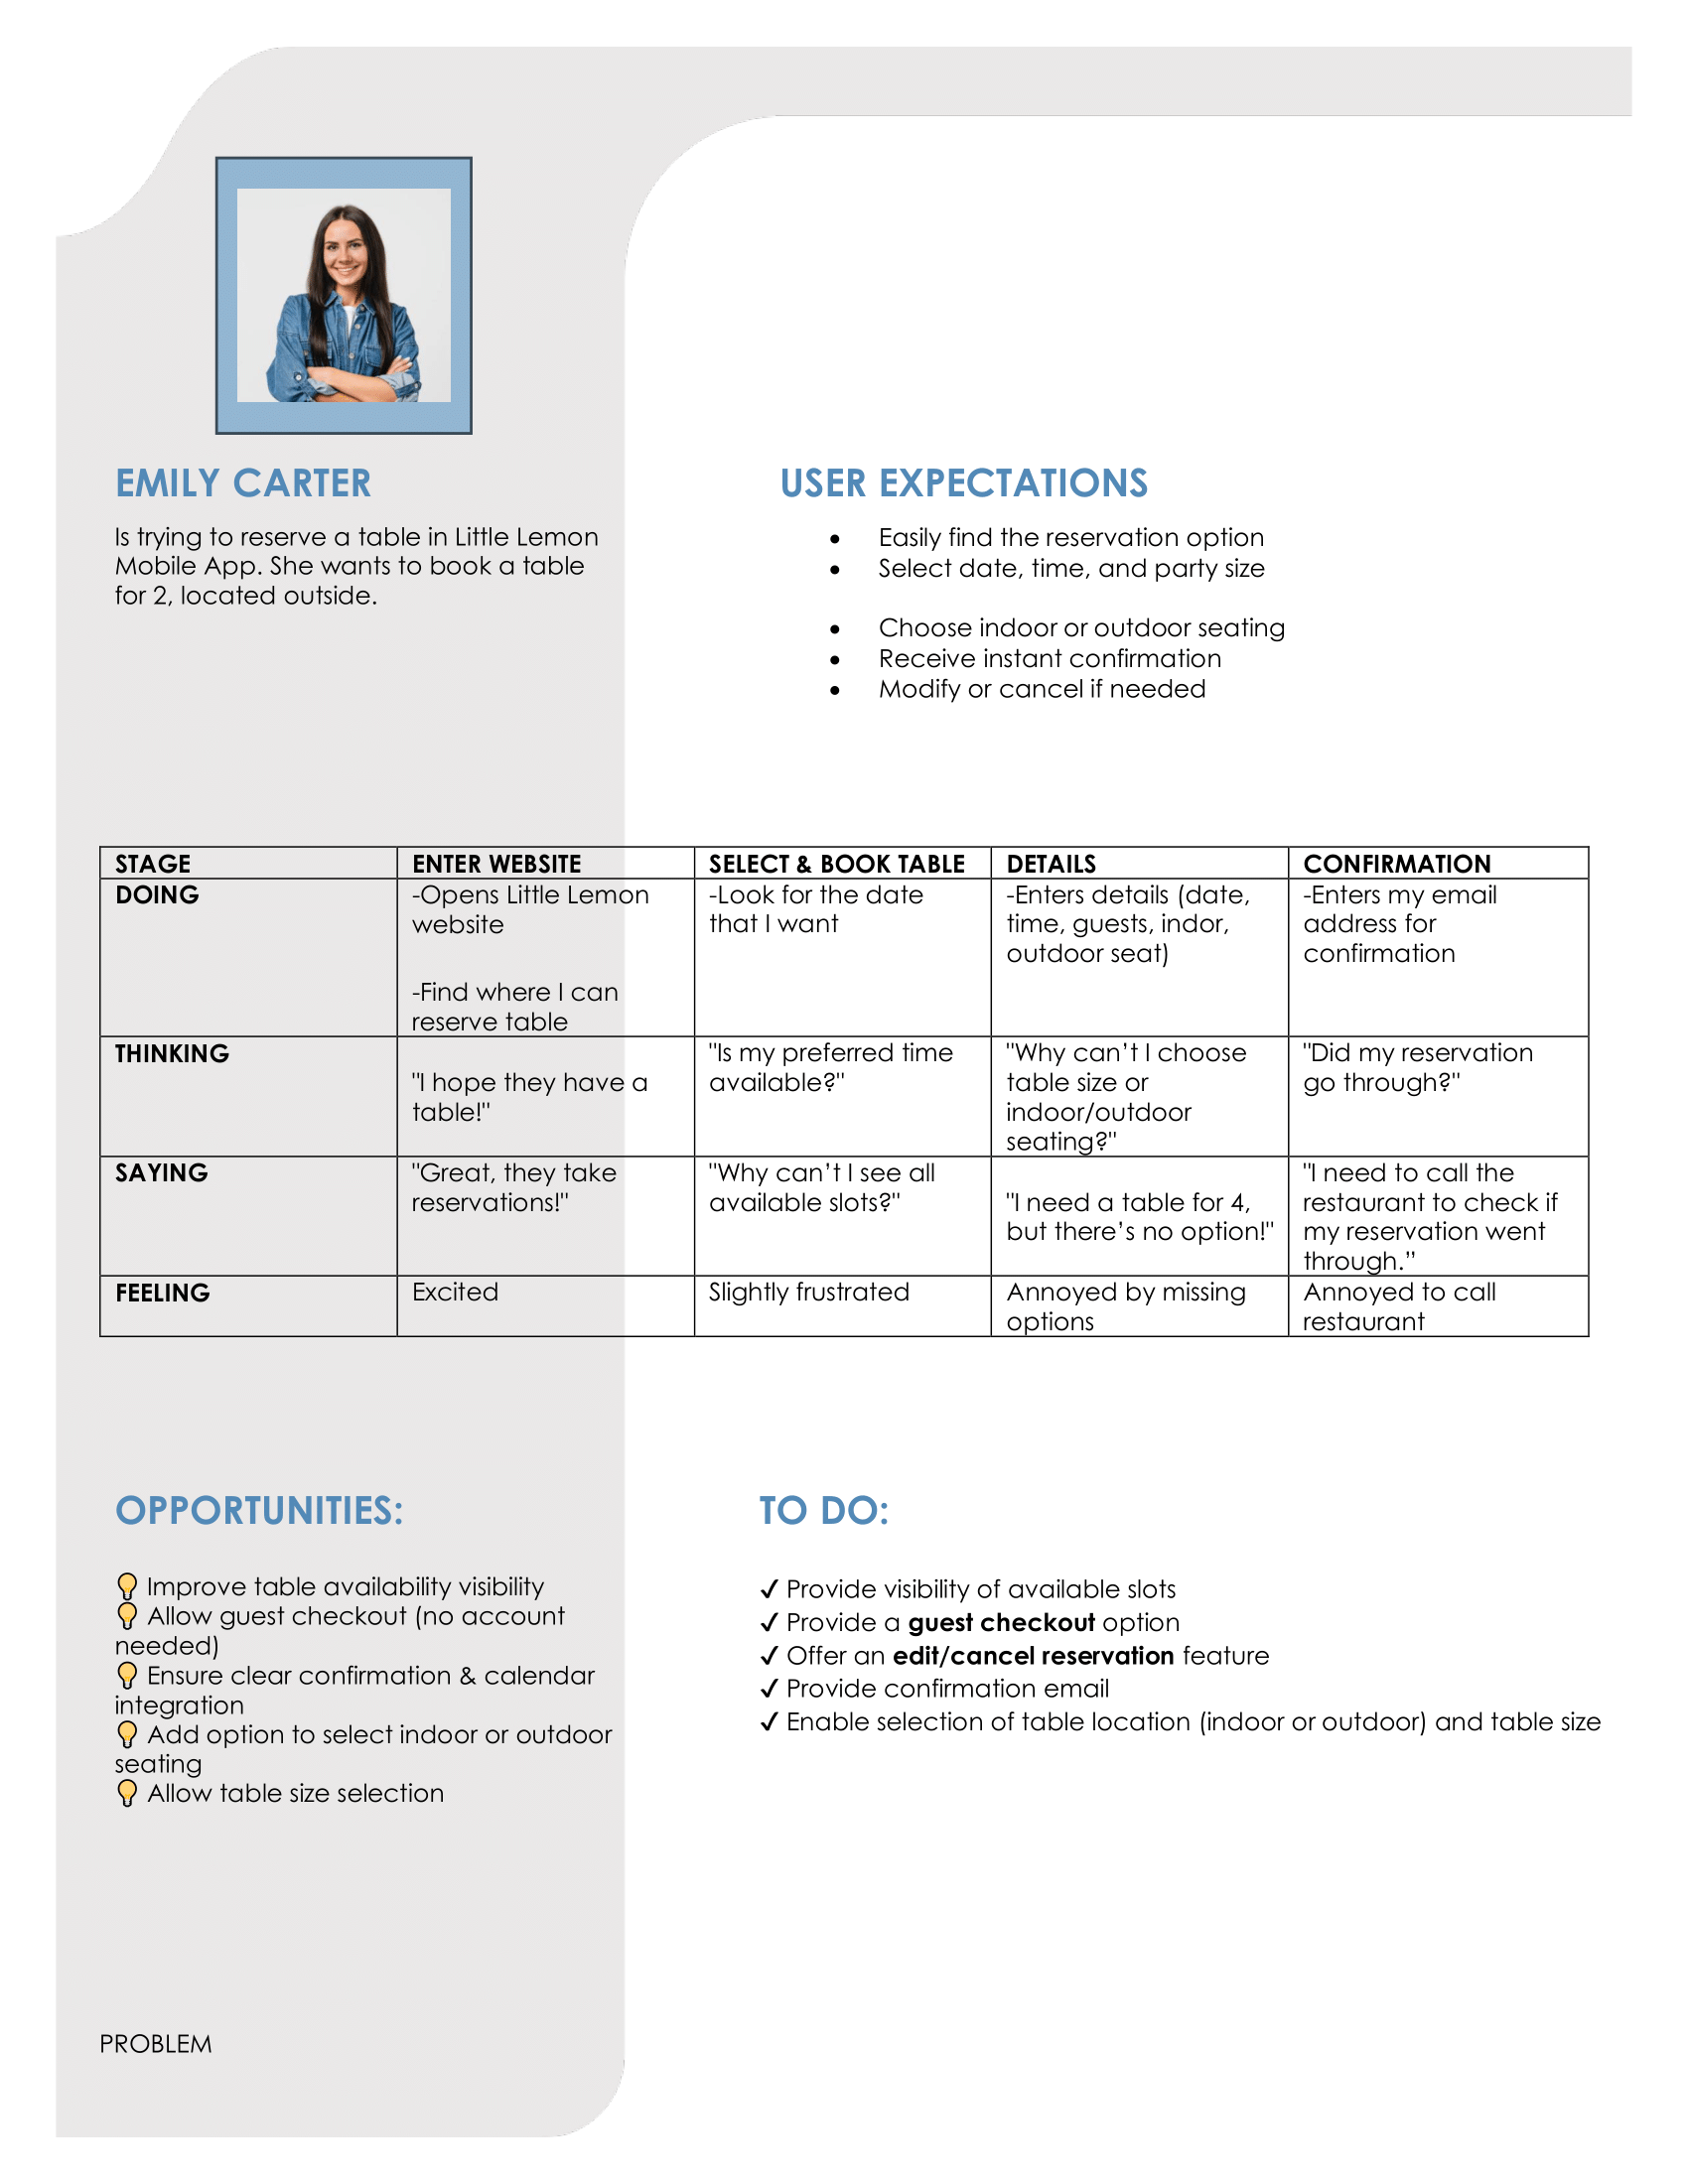 EMILY CARTER
Is trying to reserve a table in Little Lemon
Mobile App. She wants to book a table
for 2, located outside.
USER EXPECTATIONS
• Easily find the reservation option
• Select date, time, and party size
• Choose indoor or outdoor seating
• Receive instant confirmation
• Modify or cancel if needed
STAGE
ENTER WEBSITE
SELECT & BOOK TABLE
DETAILS
CONFIRMATION
DOING
-Opens Little Lemon
website
-Find where I can
reserve table
-Look for the date
that I want
-Enters details (date,
time, guests, indor,
outdoor seat)
-Enters my email
address for
confirmation
THINKING
"I hope they have a
table!"
"Is my preferred time
available?"
"Why can’t I choose
table size or
indoor/outdoor
seating?"
"Did my reservation
go through?"
SAYING
"Great, they take
reservations!"
"Why can’t I see all
available slots?"
"I need a table for 4,
but there’s no option!"
"I need to call the
restaurant to check if
my reservation went
through.”
FEELING
Excited
Slightly frustrated
Annoyed by missing
options
Annoyed to call
restaurant
OPPORTUNITIES:
💡 Improve table availability visibility
💡 Allow guest checkout (no account
needed)
💡 Ensure clear confirmation & calendar
integration
💡 Add option to select indoor or outdoor
seating
💡 Allow table size selection
TO DO:
✔ Provide visibility of available slots
✔ Provide a guest checkout option
✔ Offer an edit/cancel reservation feature
✔ Provide confirmation email
✔ Enable selection of table location (indoor or outdoor) and table size
PROBLEM